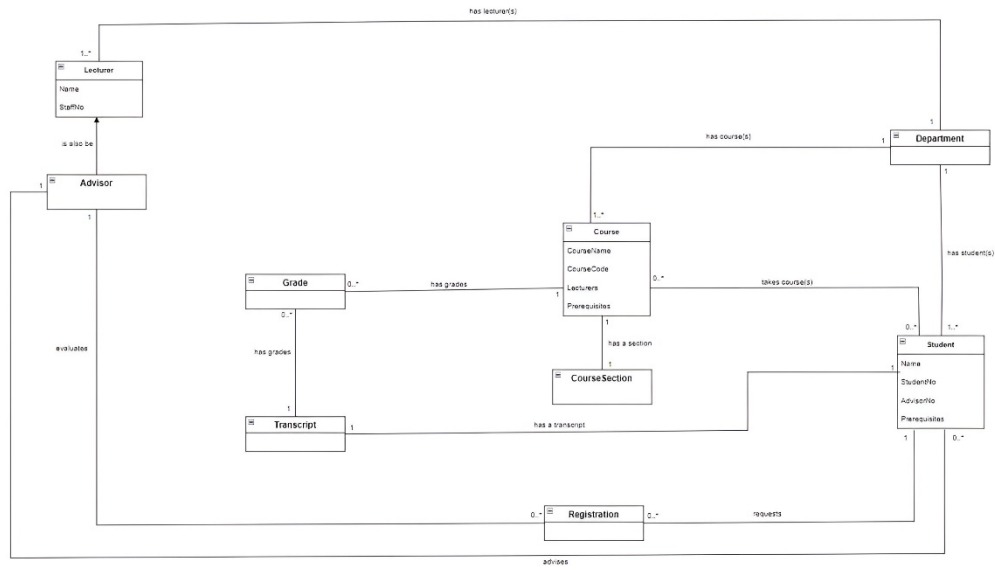 has lecturer(s)
1..*
Lecturer
Name
StaffNo
1
has course(s)
1
Department
is also be
1
Advisor
1
1..*
Course
CourseName
CourseCode
Lecturers
Prerequisites
has student(s)
Grade
0..*
has grades
1
0..*
takes course(s)
0..*
1
has a section
0..*
1..*
Student
Name
StudentNo
AdvisorNo
Prerequisites
evaluates
has grades
1
CourseSection
1
1
Transcript
1
has a transcript
1
0..*
0..*
Registration
0..*
requests
advises